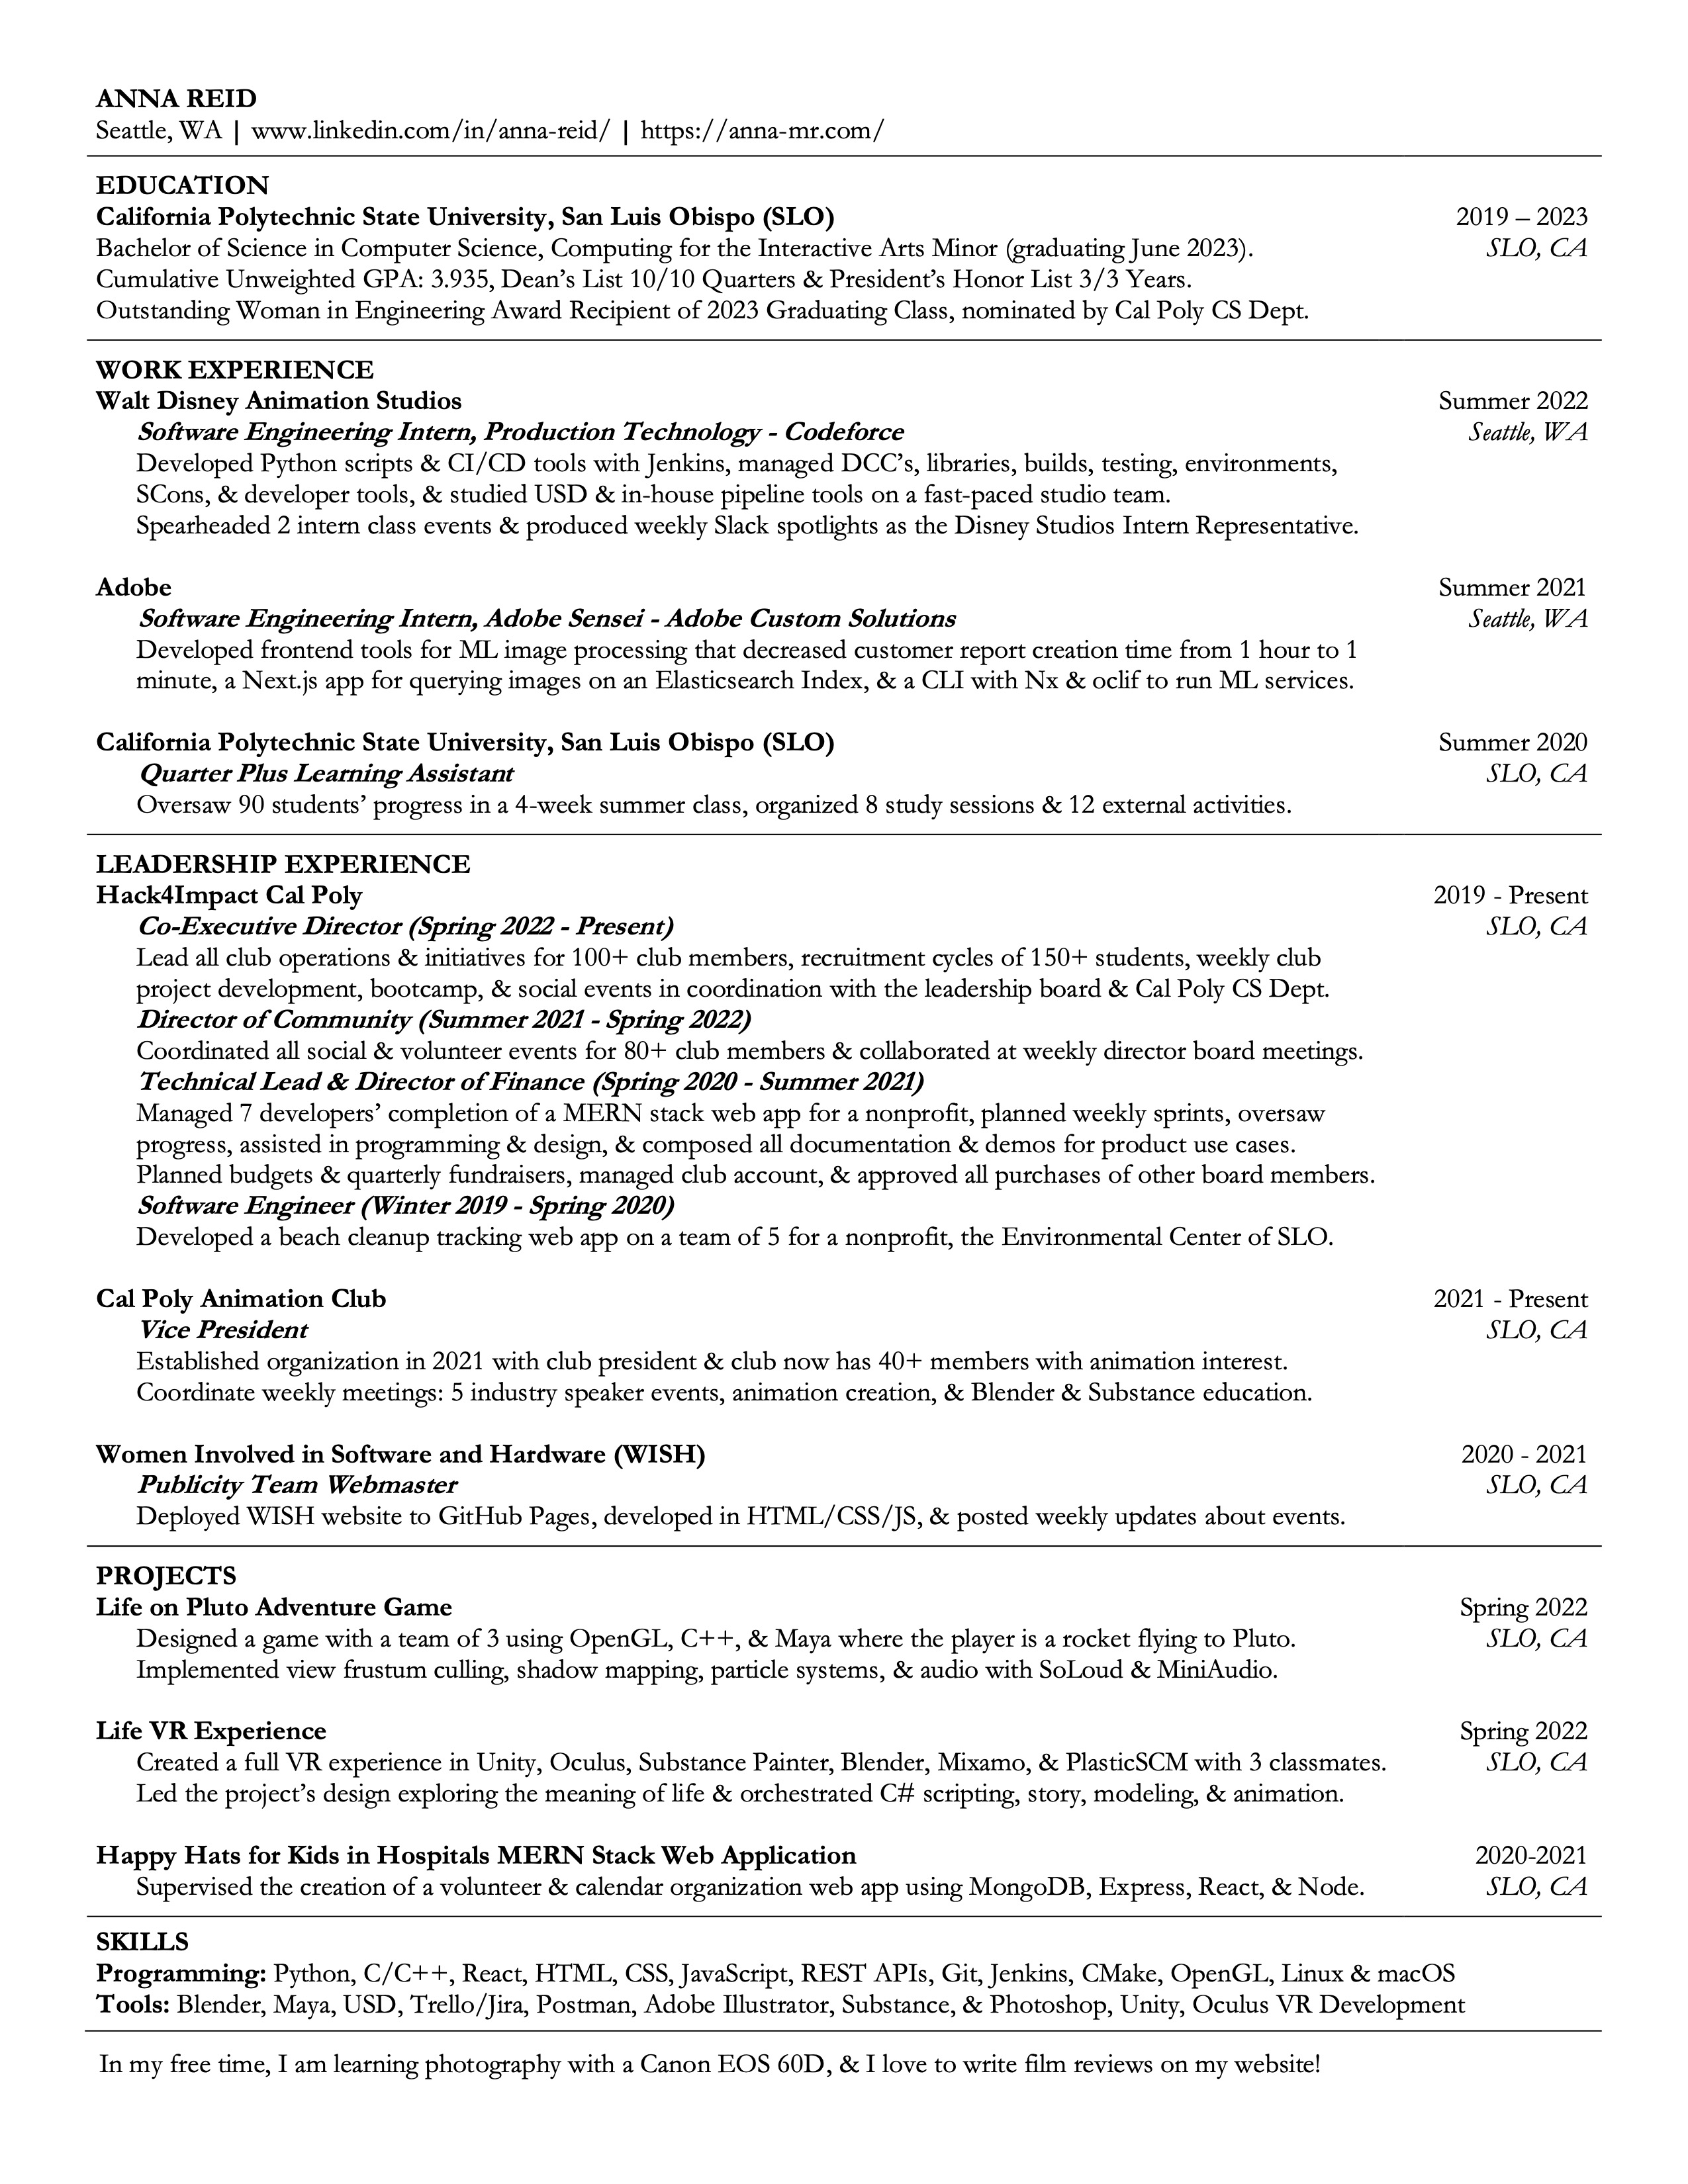 ANNA REID
Seattle, WA | www.linkedin.com/in/anna-reid/ | https://anna-mr.com/
EDUCATION
California Polytechnic State University, San Luis Obispo (SLO) 2019 – 2023
Bachelor of Science in Computer Science, Computing for the Interactive Arts Minor (graduating June 2023). SLO, CA
Cumulative Unweighted GPA: 3.935, Dean’s List 10/10 Quarters & President’s Honor List 3/3 Years.
Outstanding Woman in Engineering Award Recipient of 2023 Graduating Class, nominated by Cal Poly CS Dept.
WORK EXPERIENCE
Walt Disney Animation Studios Summer 2022
Software Engineering Intern, Production Technology - Codeforce Seattle, WA
Developed Python scripts & CI/CD tools with Jenkins, managed DCC’s, libraries, builds, testing, environments,
SCons, & developer tools, & studied USD & in-house pipeline tools on a fast-paced studio team.
Spearheaded 2 intern class events & produced weekly Slack spotlights as the Disney Studios Intern Representative.
Adobe Summer 2021
Software Engineering Intern, Adobe Sensei - Adobe Custom Solutions Seattle, WA
Developed frontend tools for ML image processing that decreased customer report creation time from 1 hour to 1
minute, a Next.js app for querying images on an Elasticsearch Index, & a CLI with Nx & oclif to run ML services.
California Polytechnic State University, San Luis Obispo (SLO) Summer 2020
Quarter Plus Learning Assistant SLO, CA
Oversaw 90 students’ progress in a 4-week summer class, organized 8 study sessions & 12 external activities.
LEADERSHIP EXPERIENCE
Hack4Impact Cal Poly 2019 - Present
Co-Executive Director (Spring 2022 - Present) SLO, CA
Lead all club operations & initiatives for 100+ club members, recruitment cycles of 150+ students, weekly club
project development, bootcamp, & social events in coordination with the leadership board & Cal Poly CS Dept.
Director of Community (Summer 2021 - Spring 2022)
Coordinated all social & volunteer events for 80+ club members & collaborated at weekly director board meetings.
Technical Lead & Director of Finance (Spring 2020 - Summer 2021)
Managed 7 developers’ completion of a MERN stack web app for a nonprofit, planned weekly sprints, oversaw
progress, assisted in programming & design, & composed all documentation & demos for product use cases.
Planned budgets & quarterly fundraisers, managed club account, & approved all purchases of other board members.
Software Engineer (Winter 2019 - Spring 2020)
Developed a beach cleanup tracking web app on a team of 5 for a nonprofit, the Environmental Center of SLO.
Cal Poly Animation Club 2021 - Present
Vice President SLO, CA
Established organization in 2021 with club president & club now has 40+ members with animation interest.
Coordinate weekly meetings: 5 industry speaker events, animation creation, & Blender & Substance education.
Women Involved in Software and Hardware (WISH) 2020 - 2021
Publicity Team Webmaster SLO, CA
Deployed WISH website to GitHub Pages, developed in HTML/CSS/JS, & posted weekly updates about events.
PROJECTS
Life on Pluto Adventure Game Spring 2022
Designed a game with a team of 3 using OpenGL, C++, & Maya where the player is a rocket flying to Pluto. SLO, CA
Implemented view frustum culling, shadow mapping, particle systems, & audio with SoLoud & MiniAudio.
Life VR Experience Spring 2022
Created a full VR experience in Unity, Oculus, Substance Painter, Blender, Mixamo, & PlasticSCM with 3 classmates. SLO, CA
Led the project’s design exploring the meaning of life & orchestrated C# scripting, story, modeling, & animation.
Happy Hats for Kids in Hospitals MERN Stack Web Application 2020-2021
Supervised the creation of a volunteer & calendar organization web app using MongoDB, Express, React, & Node. SLO, CA
SKILLS
Programming: Python, C/C++, React, HTML, CSS, JavaScript, REST APIs, Git, Jenkins, CMake, OpenGL, Linux & macOS
Tools: Blender, Maya, USD, Trello/Jira, Postman, Adobe Illustrator, Substance, & Photoshop, Unity, Oculus VR Development
In my free time, I am learning photography with a Canon EOS 60D, & I love to write film reviews on my website!